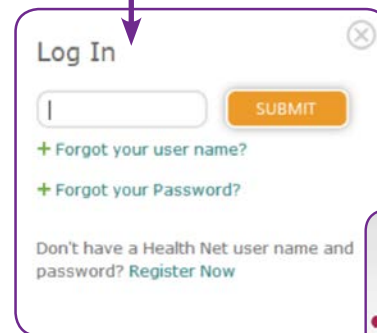 Log In
SUBMIT
+ Forgot your user name?
+ Forgot your Password?
Don't have a Health Net user name and
password? Register Now